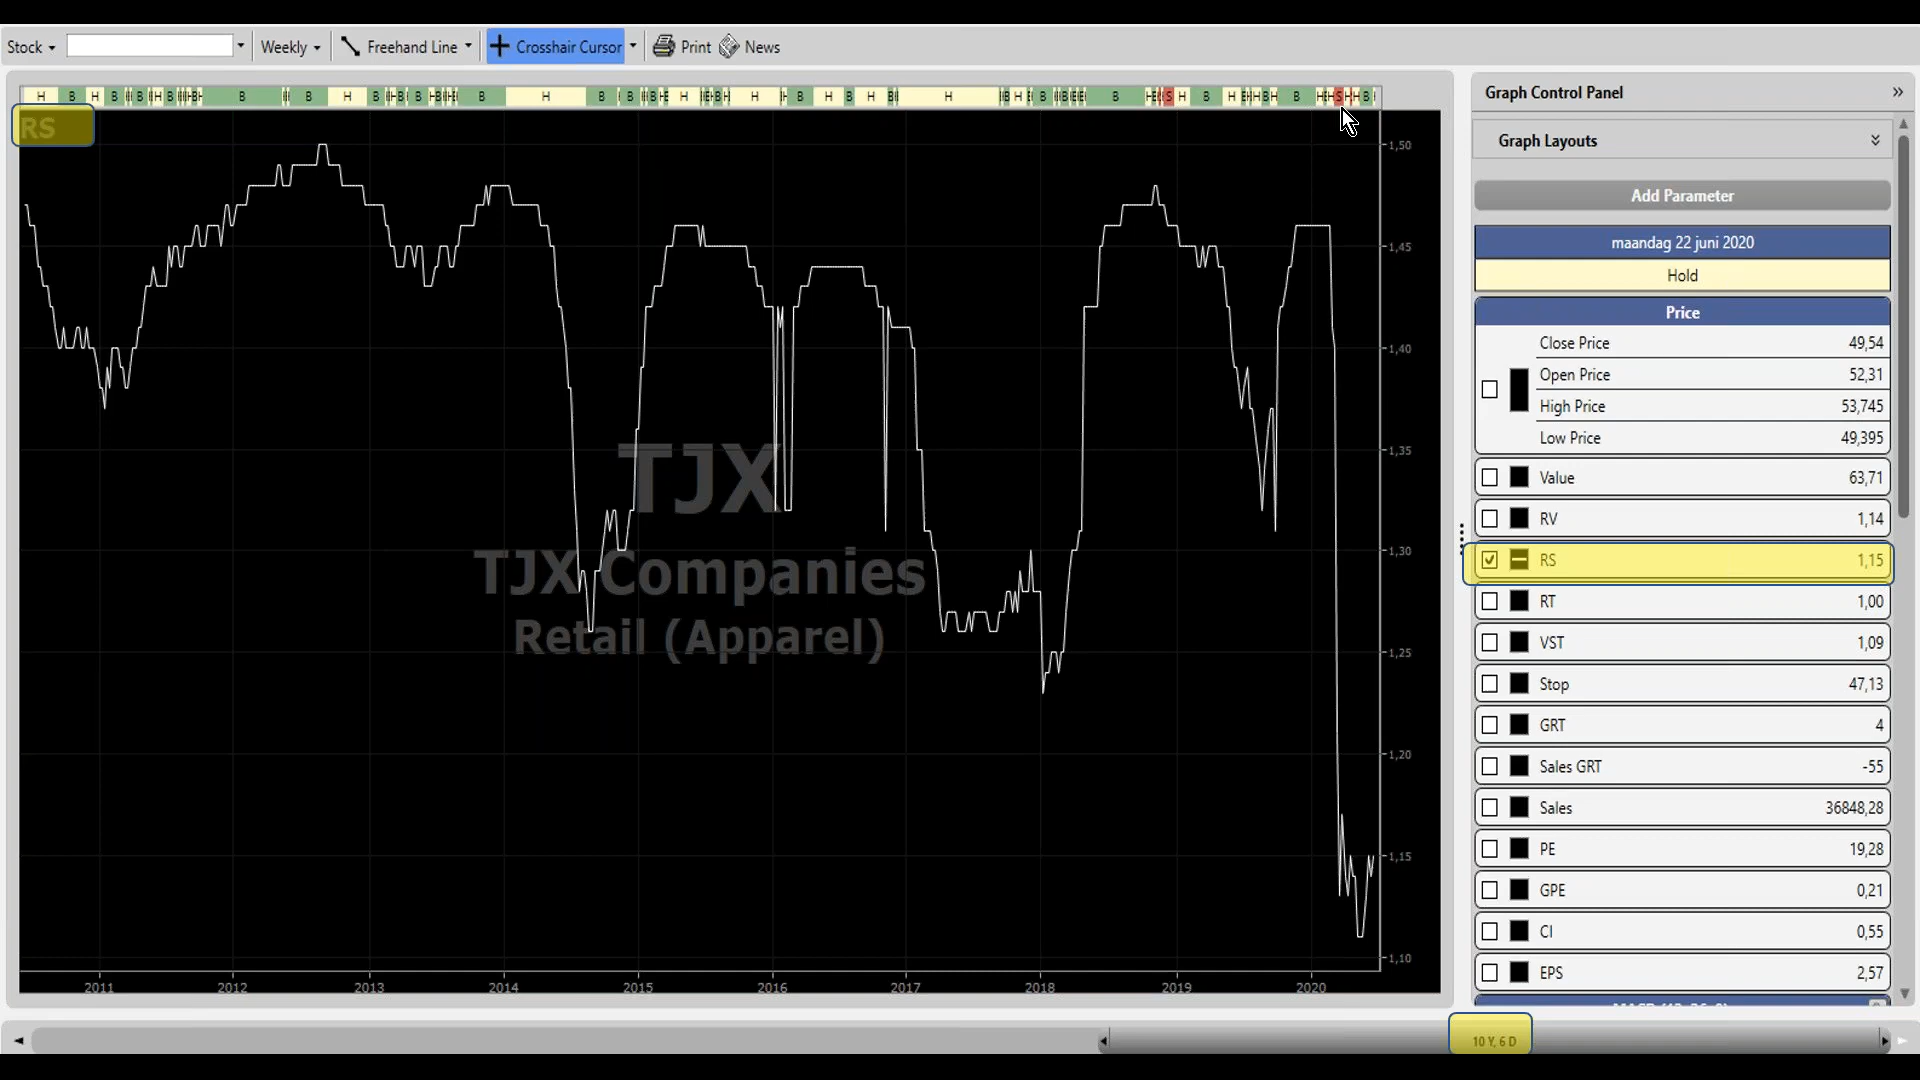 Stock
Weekly
Freehand Line
Crosshair Cursor
Print
News
H B H B H B B B H B B B B H B B B H B H B H B H B B H B B S H B H B H B H S H H B
RS
TJX
TJX Companies
Retail (Apparel)
1,50
1,45
1,40
1,35
1,30
1,25
1,20
1,15
1,10
2011 2012 2013 2014 2015 2016 2017 2018 2019 2020
10 Y, 6 D
Graph Control Panel
Graph Layouts
Add Parameter
maandag 22 juni 2020
Hold
Price
Close Price 49,54
Open Price 52,31
High Price 53,745
Low Price 49,395
Value 63,71
RV 1,14
RS 1,15
RT 1,00
VST 1,09
Stop 47,13
GRT 4
Sales GRT -55
Sales 36848,28
PE 19,28
GPE 0,21
CI 0,55
EPS 2,57